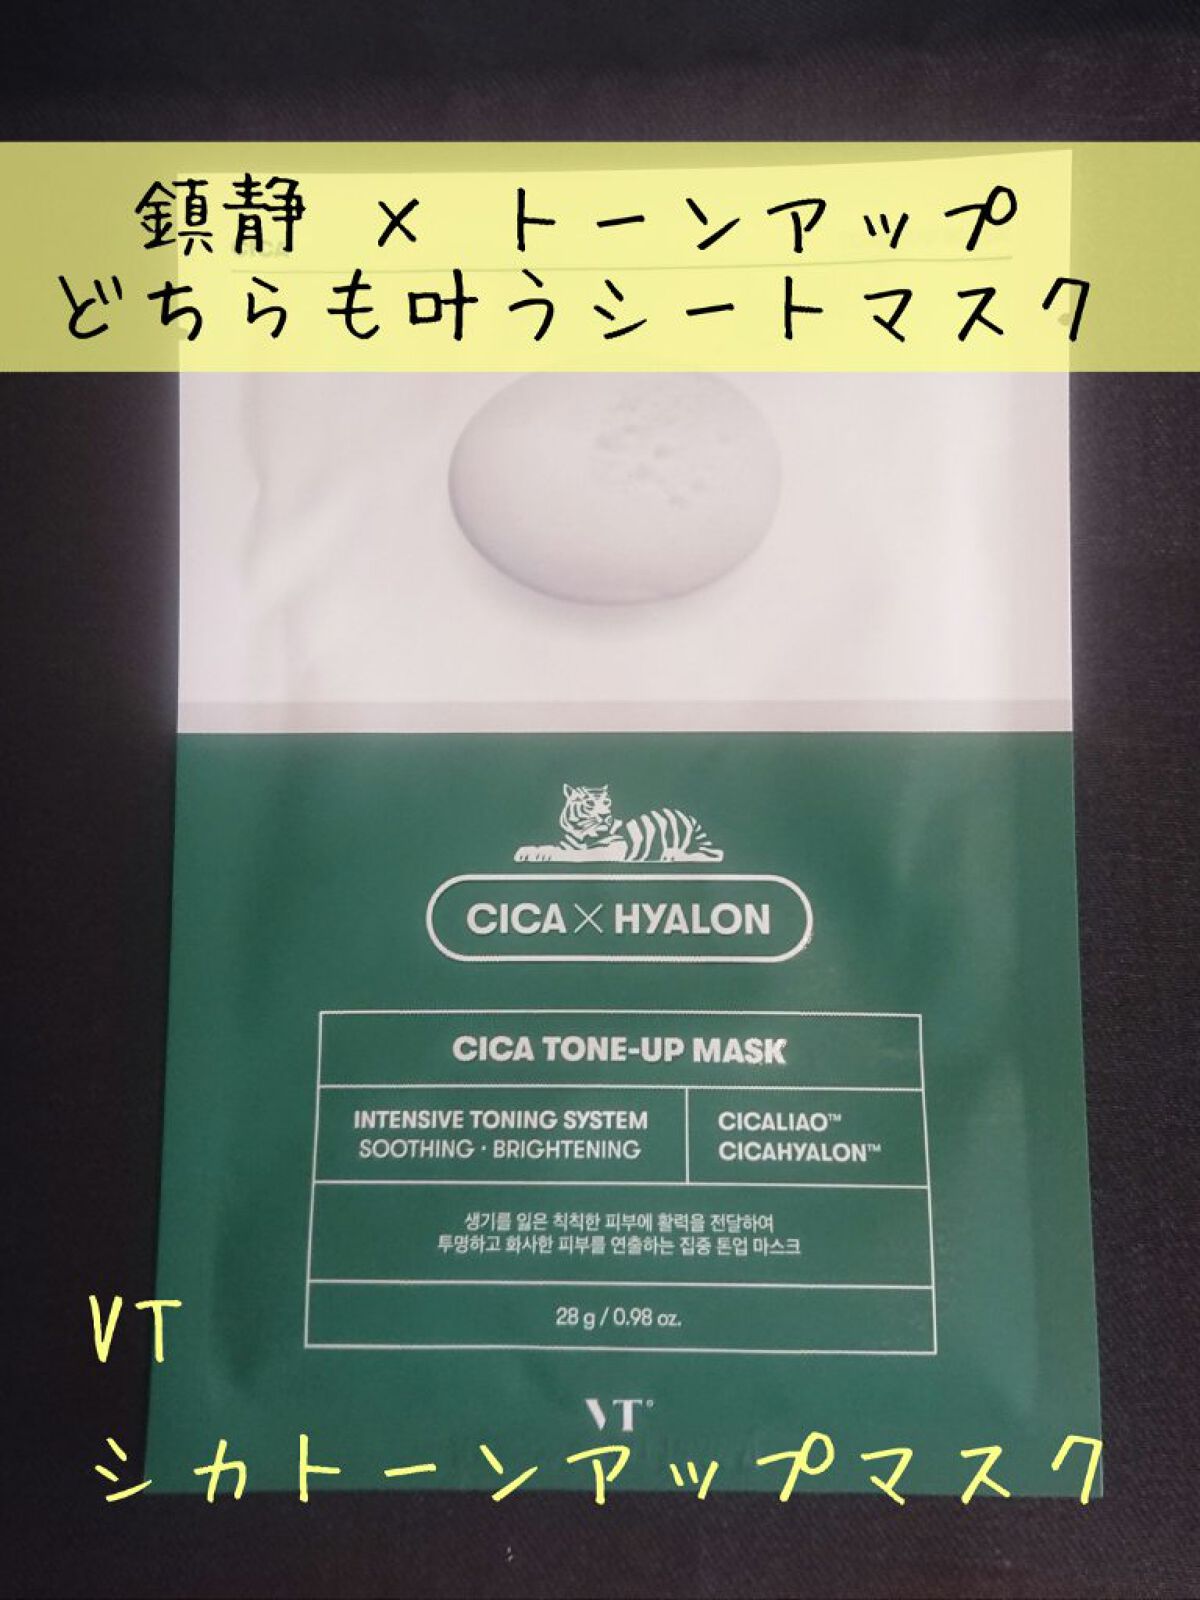 鎮静 × トーンアップ
どちらも叶うシートマスク
CICA
CICA×HYALON
CICA TONE-UP MASK
INTENSIVE TONING SYSTEM
SOOTHING · BRIGHTENING
CICALIAO™
CICAHYALON™
생기를 잃은 칙칙한 피부에 활력을 전달하여
투명하고 화사한 피부를 연출하는 집중 톤업 마스크
28 g / 0.98 oz.
VT
VT
シカトーンアップマスク